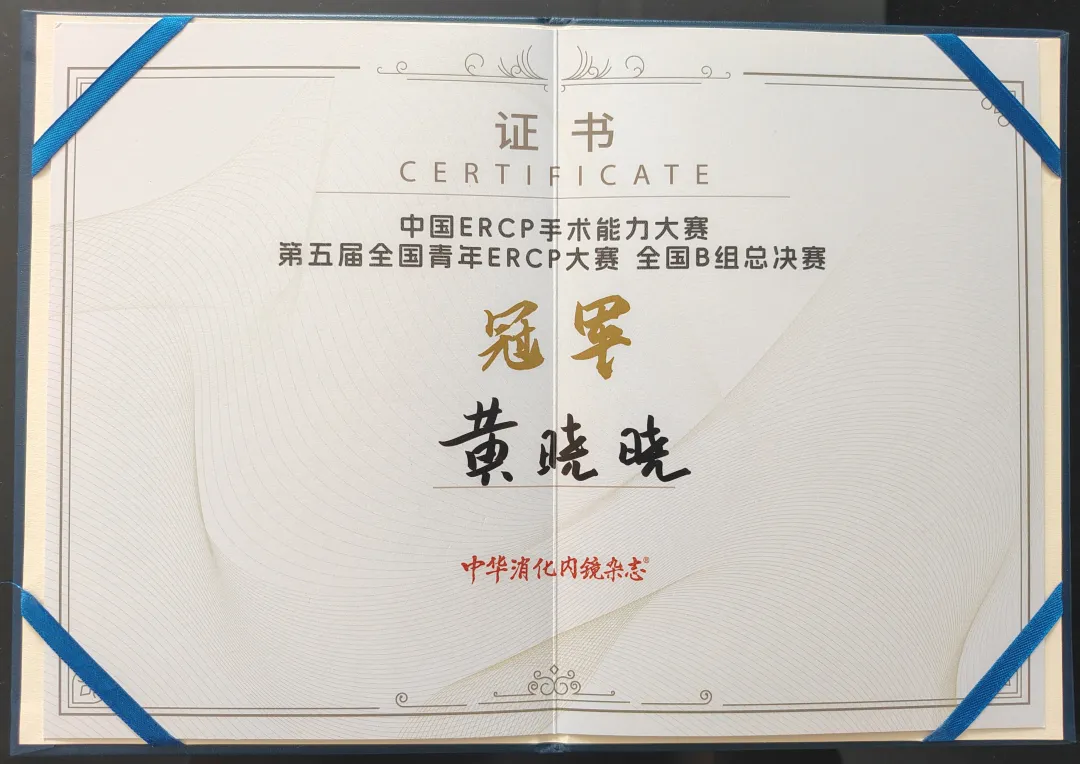 证书
CERTIFICATE
中国ERCP手术能力大赛
第五届全国青年ERCP大赛 全国B组总决赛
冠军
黄晓晓
中华消化内镜杂志®